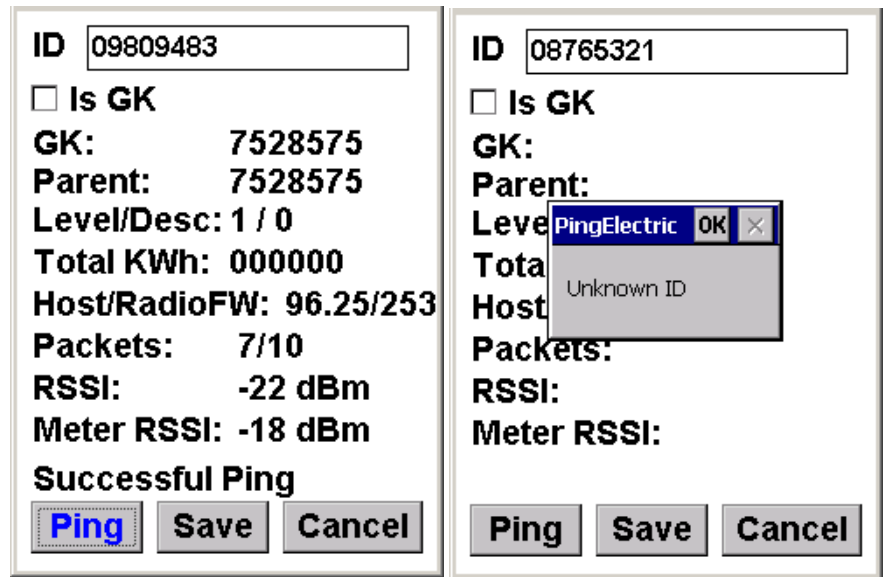 ID 09809483
Is GK
GK: 7528575
Parent: 7528575
Level/Desc: 1 / 0
Total KWh: 000000
Host/RadioFW: 96.25/253
Packets: 7/10
RSSI: -22 dBm
Meter RSSI: -18 dBm
Successful Ping
Ping Save Cancel
ID 08765321
Is GK
GK:
Parent:
Leve
PingElectric OK
Tota
Unknown ID
Host
Packets:
RSSI:
Meter RSSI:
Ping Save Cancel